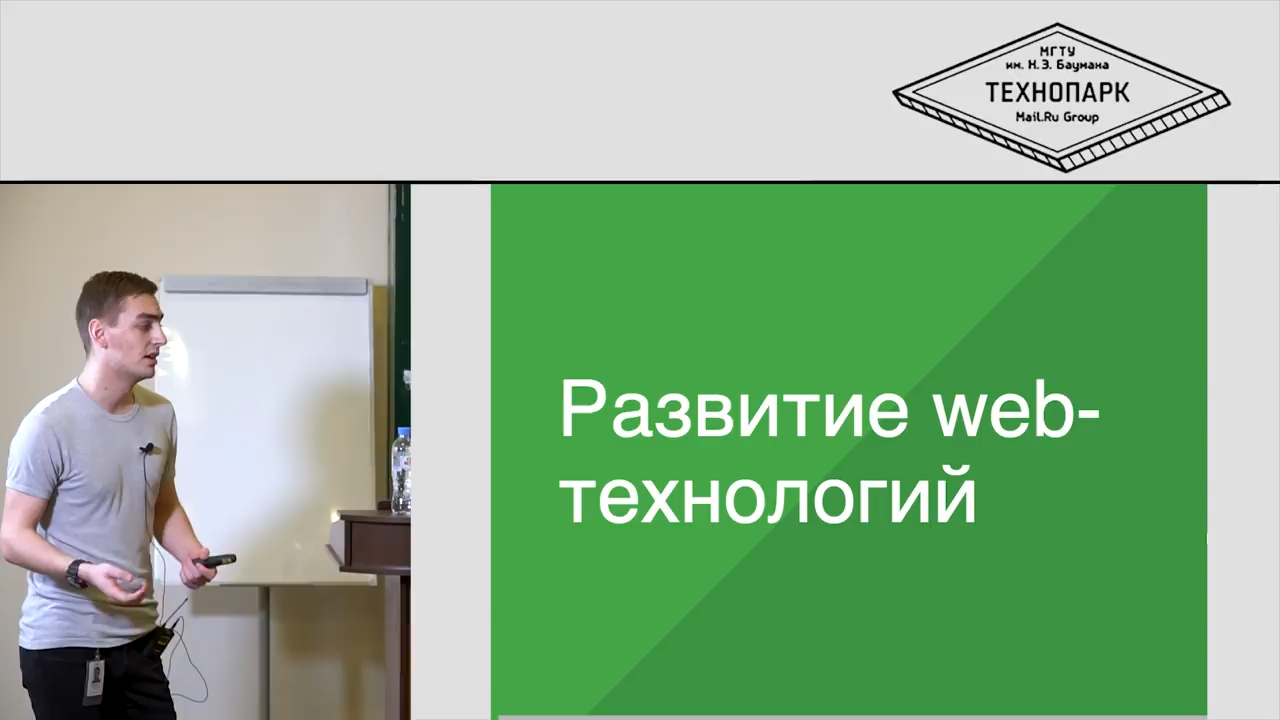 МГТУ
им. Н.Э. Баумана
ТЕХНОПАРК
Mail.Ru Group
Развитие web-
технологий